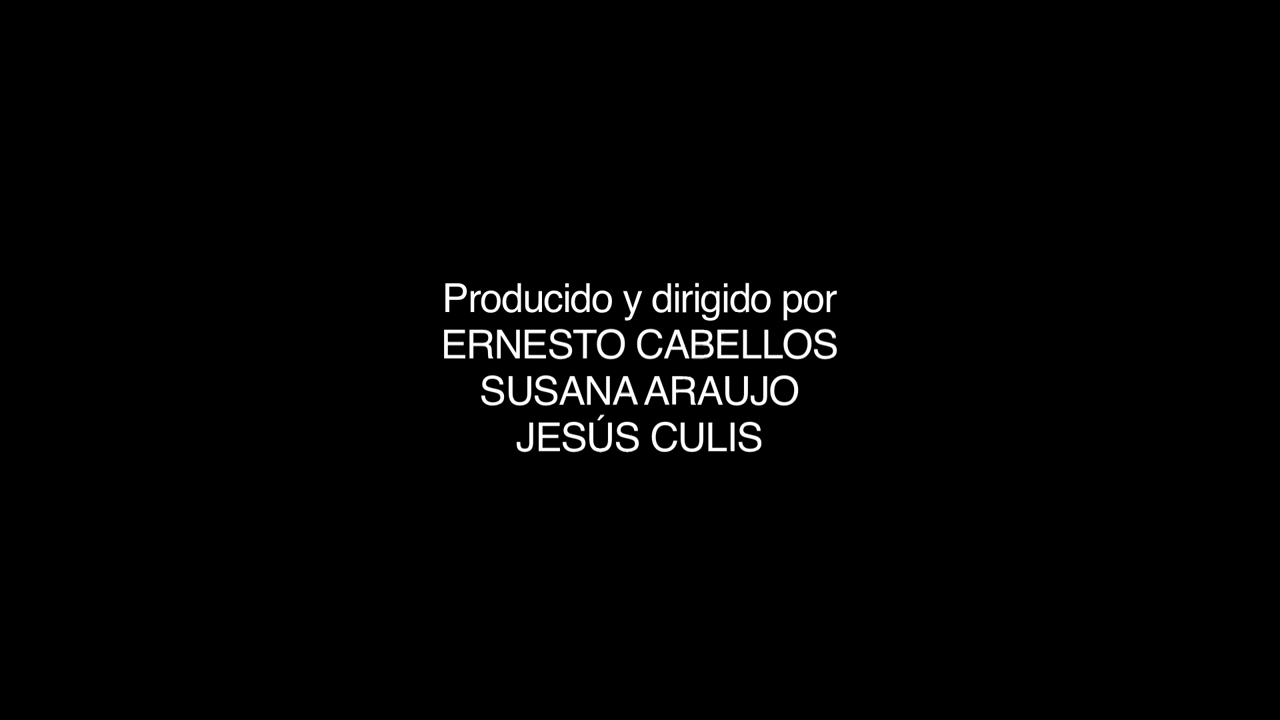 Producido y dirigido por
ERNESTO CABELLOS
SUSANA ARAUJO
JESÚS CULIS